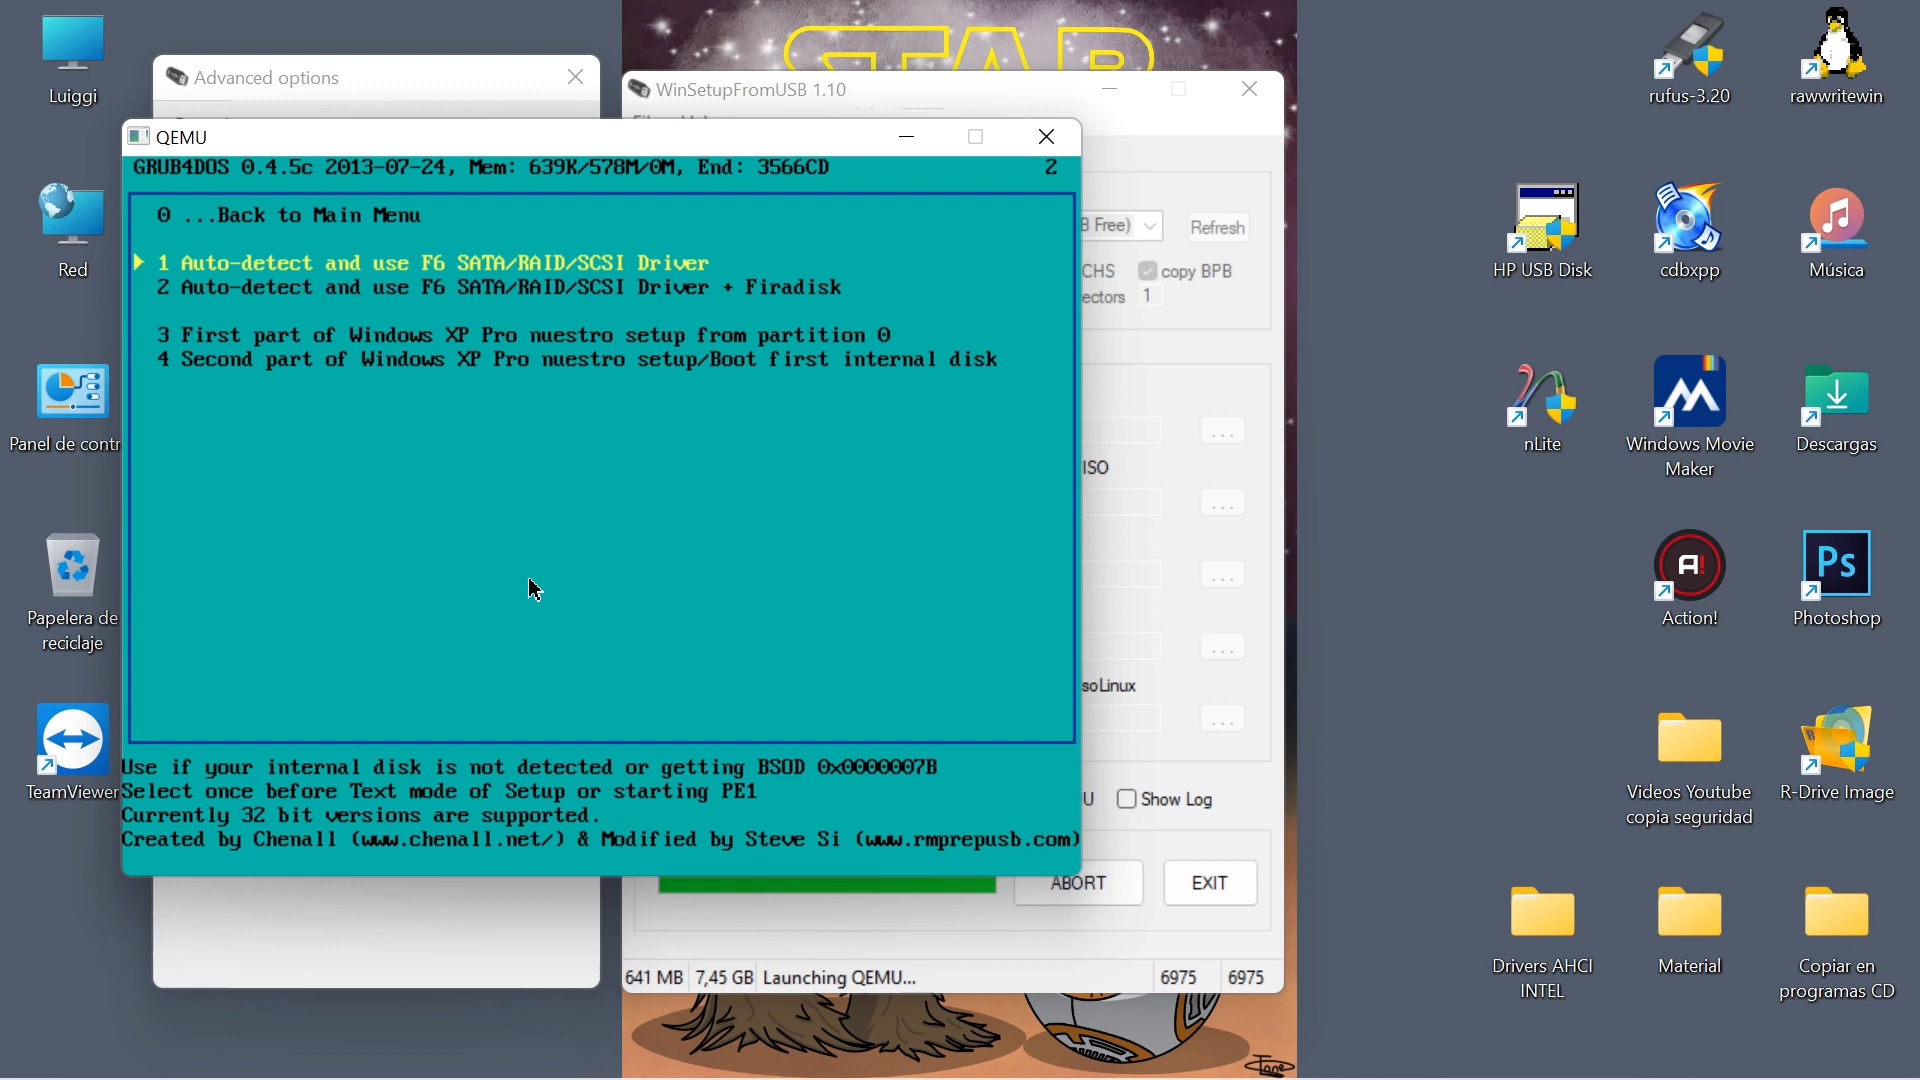 Luiggi
Red
Panel de contr
Papelera de
reciclaje
TeamViewer
Advanced options
STAR
WinSetupFromUSB 1.10
QEMU
GRUB4DOS 0.4.5c 2013-07-24, Mem: 639K/578M/0M, End: 3566CD 2
0 ...Back to Main Menu
1 Auto-detect and use F6 SATA/RAID/SCSI Driver
2 Auto-detect and use F6 SATA/RAID/SCSI Driver + Firadisk
3 First part of Windows XP Pro nuestro setup from partition 0
4 Second part of Windows XP Pro nuestro setup/Boot first internal disk
Use if your internal disk is not detected or getting BSOD 0x0000007B
Select once before Text mode of Setup or starting PE1
Currently 32 bit versions are supported.
Created by Chenall (www.chenall.net/) & Modified by Steve Si (www.rmprepusb.com)
B Free) Refresh
CHS copy BPB
ectors 1
...
ISO
...
...
...
soLinux
...
U Show Log
ABORT EXIT
641 MB 7,45 GB Launching QEMU... 6975 6975
rufus-3.20
rawwritewin
HP USB Disk
cdbxpp
Música
nLite
Windows Movie
Maker
Descargas
A!
Action!
Ps
Photoshop
Videos Youtube
copia seguridad
R-Drive Image
Drivers AHCI
INTEL
Material
Copiar en
programas CD